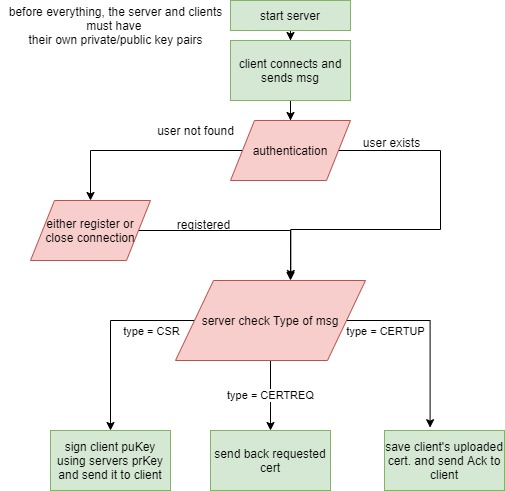 before everything, the server and clients
must have
their own private/public key pairs
start server
client connects and
sends msg
user not found
authentication
user exists
either register or
close connection
registered
server check Type of msg
type = CSR
type = CERTUP
type = CERTREQ
sign client puKey
using servers prKey
and send it to client
send back requested
cert
save client's uploaded
cert. and send Ack to
client